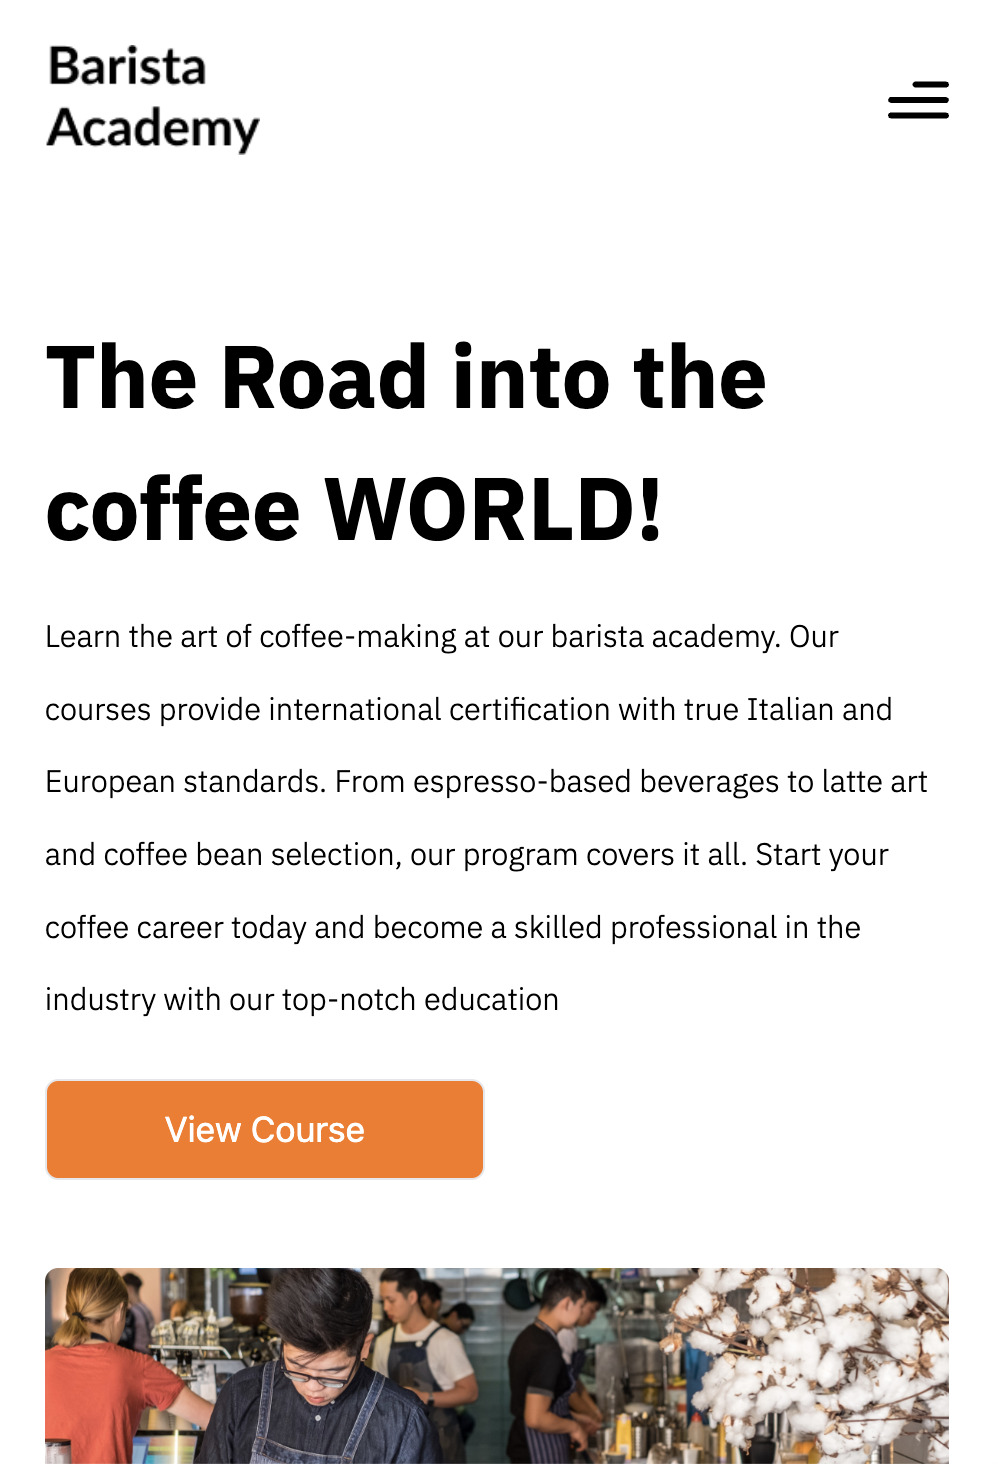 Barista
Academy
The Road into the
coffee WORLD!
Learn the art of coffee-making at our barista academy. Our
courses provide international certification with true Italian and
European standards. From espresso-based beverages to latte art
and coffee bean selection, our program covers it all. Start your
coffee career today and become a skilled professional in the
industry with our top-notch education
View Course